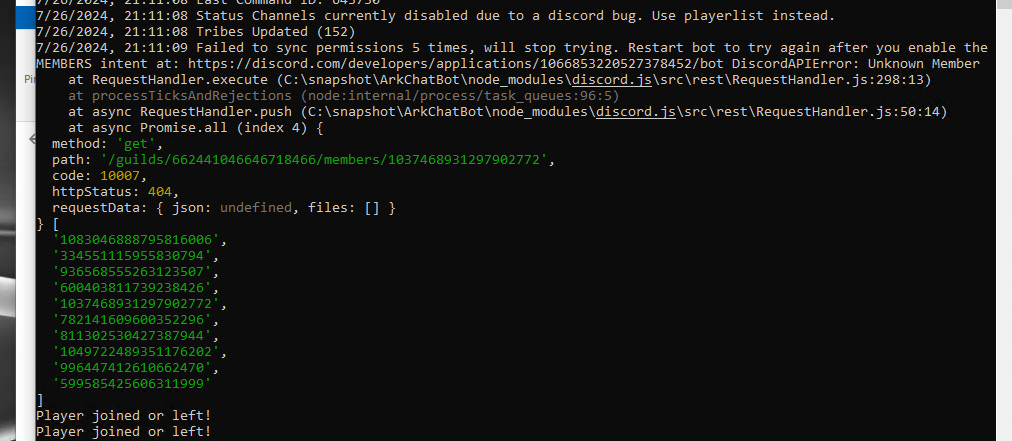 7/26/2024, 21:11:08 Last Command ID: 645730
7/26/2024, 21:11:08 Status Channels currently disabled due to a discord bug. Use playerlist instead.
7/26/2024, 21:11:08 Tribes Updated (152)
7/26/2024, 21:11:09 Failed to sync permissions 5 times, will stop trying. Restart bot to try again after you enable the
MEMBERS intent at: https://discord.com/developers/applications/1066853220527378452/bot DiscordAPIError: Unknown Member
at RequestHandler.execute (C:\snapshot\ArkChatBot\node_modules\discord.js\src\rest\RequestHandler.js:298:13)
at processTicksAndRejections (node:internal/process/task_queues:96:5)
at async RequestHandler.push (C:\snapshot\ArkChatBot\node_modules\discord.js\src\rest\RequestHandler.js:50:14)
at async Promise.all (index 4) {
method: 'get',
path: '/guilds/662441046646718466/members/1037468931297902772',
code: 10007,
httpStatus: 404,
requestData: { json: undefined, files: [] }
} [
'1083046888795816006',
'334551115955830794',
'936568555263123507',
'600403811739238426',
'1037468931297902772',
'782141609600352296',
'811302530427387944',
'1049722489351176202',
'996447412610662470',
'599585425606311999'
]
Player joined or left!
Player joined or left!